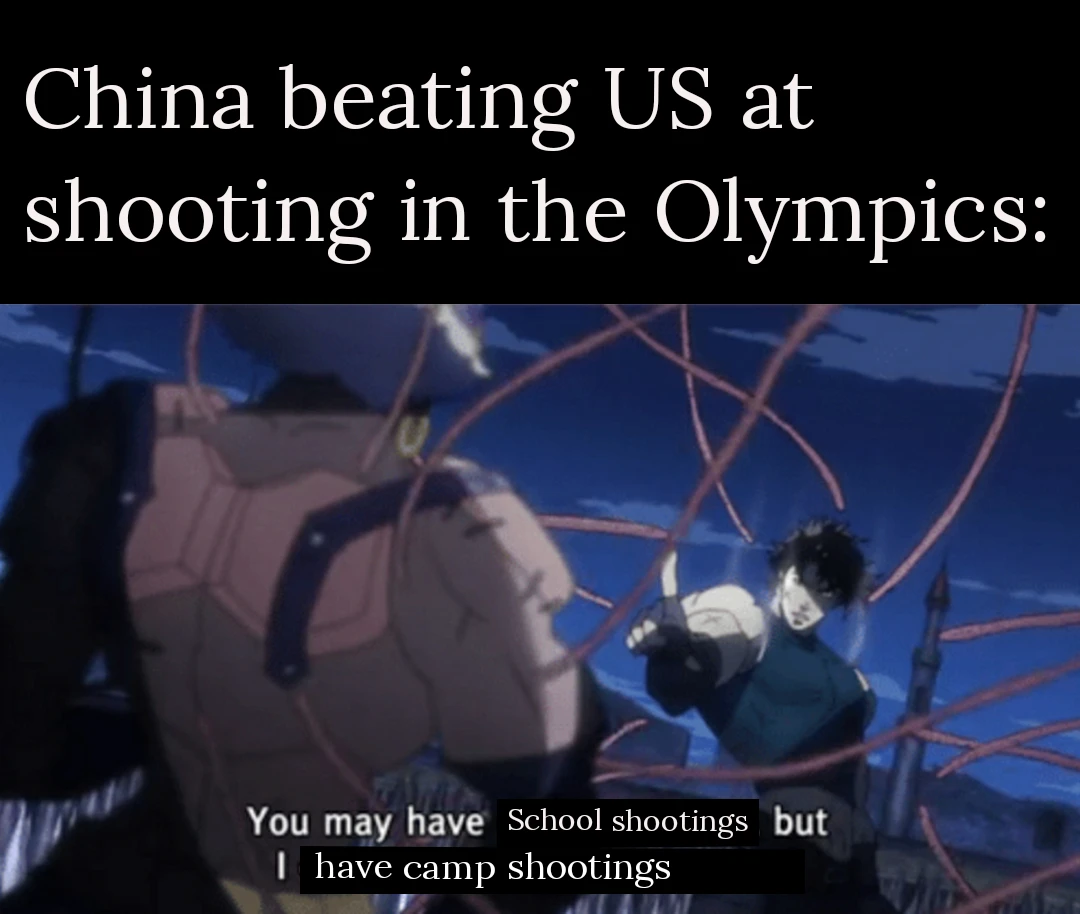 China beating US at
shooting in the Olympics:
You may have School shootings but
I have camp shootings